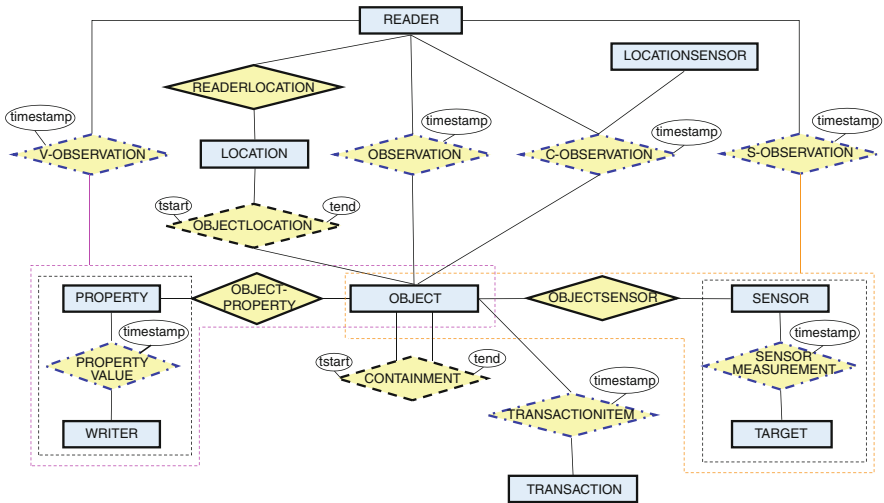 READER
LOCATIONSENSOR
READERLOCATION
timestamp
timestamp
timestamp
timestamp
V-OBSERVATION
LOCATION
OBSERVATION
C-OBSERVATION
S-OBSERVATION
tstart
tend
OBJECTLOCATION
PROPERTY
OBJECT-
PROPERTY
OBJECT
OBJECTSENSOR
SENSOR
timestamp
PROPERTY
VALUE
tstart
tend
CONTAINMENT
timestamp
SENSOR
MEASUREMENT
timestamp
TRANSACTIONITEM
WRITER
TARGET
TRANSACTION